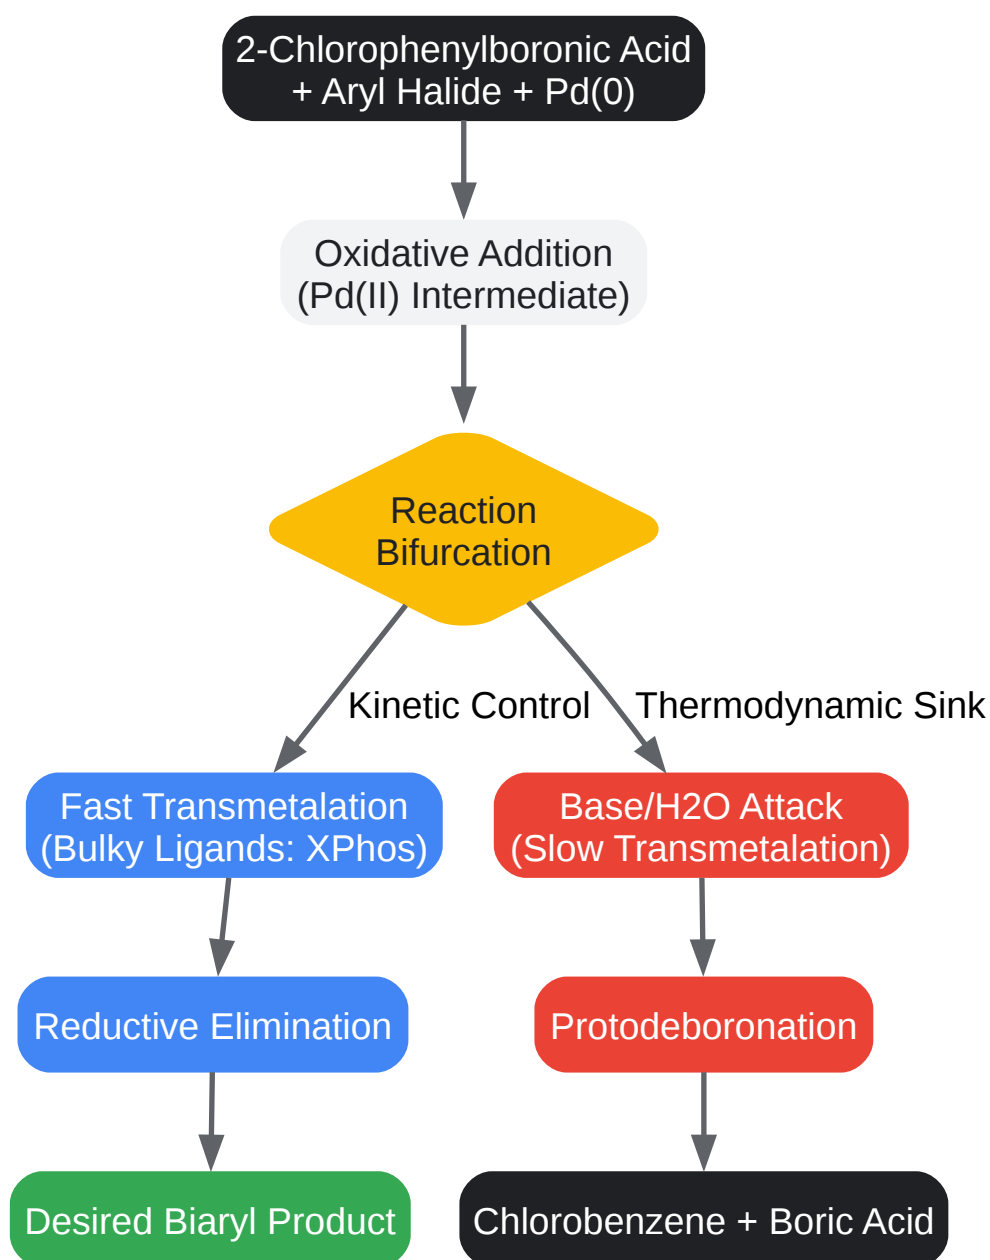 2-Chlorophenylboronic Acid
+ Aryl Halide + Pd(0)
Oxidative Addition
(Pd(II) Intermediate)
Reaction
Bifurcation
Kinetic Control
Thermodynamic Sink
Fast Transmetalation
(Bulky Ligands: XPhos)
Base/H2O Attack
(Slow Transmetalation)
Reductive Elimination
Protodeboronation
Desired Biaryl Product
Chlorobenzene + Boric Acid